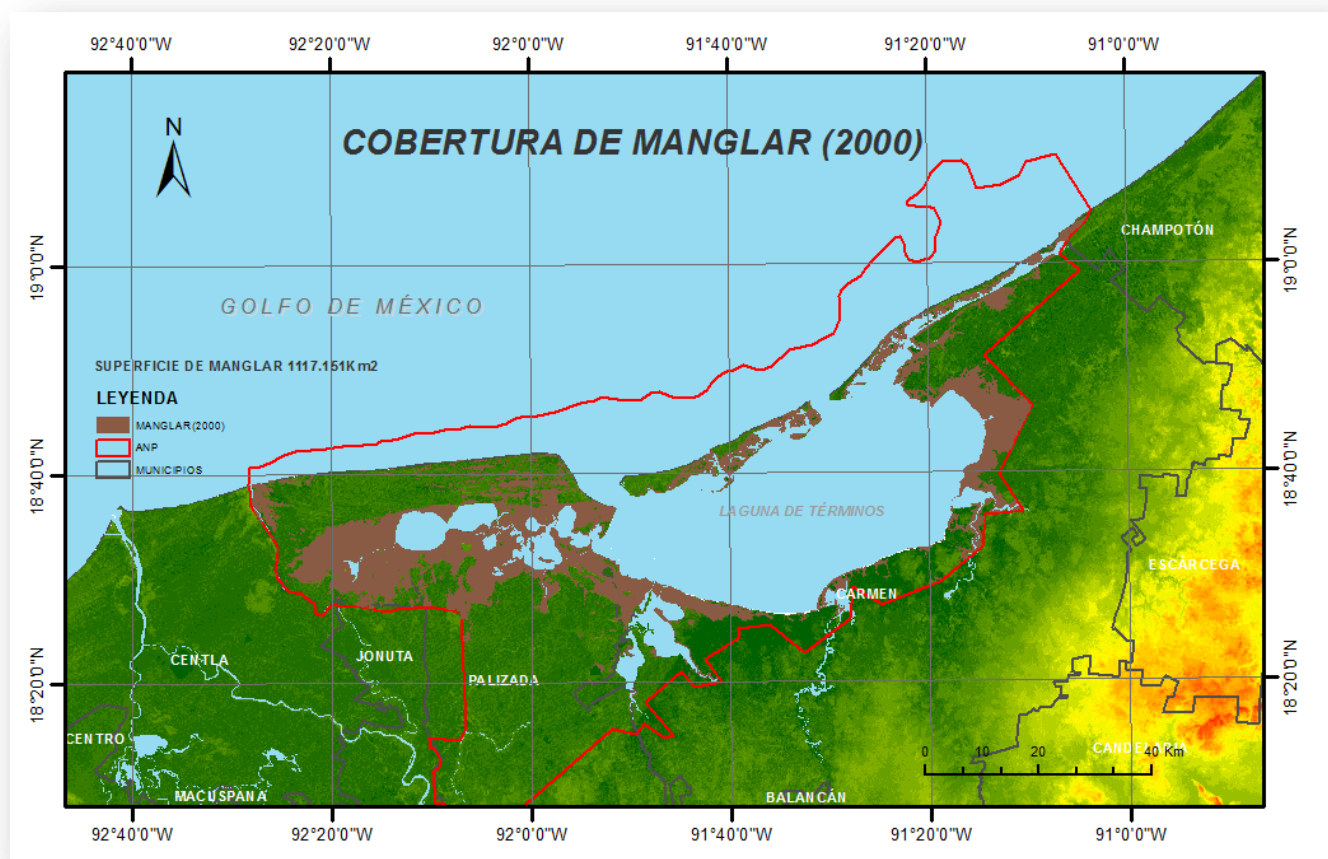 92°40'0"W 92°20'0"W 92°0'0"W 91°40'0"W 91°20'0"W 91°0'0"W
N
COBERTURA DE MANGLAR (2000)
CHAMPOTÓN
19°0'0"N
19°0'0"N
GOLFO DE MÉXICO
SUPERFICIE DE MANGLAR 1117.151Km2
LEYENDA
MANGLAR(2000)
ANP
MUNICIPIOS
18°40'0"N
18°40'0"N
LAGUNA DE TÉRMINOS
ESCÁRCEGA
CARMEN
CENTLA
JONUTA
PALIZADA
18°20'0"N
18°20'0"N
CENTRO
CANDELARIA
0 10 20 40 Km
MACUSPANA
BALANCÁN
92°40'0"W 92°20'0"W 92°0'0"W 91°40'0"W 91°20'0"W 91°0'0"W